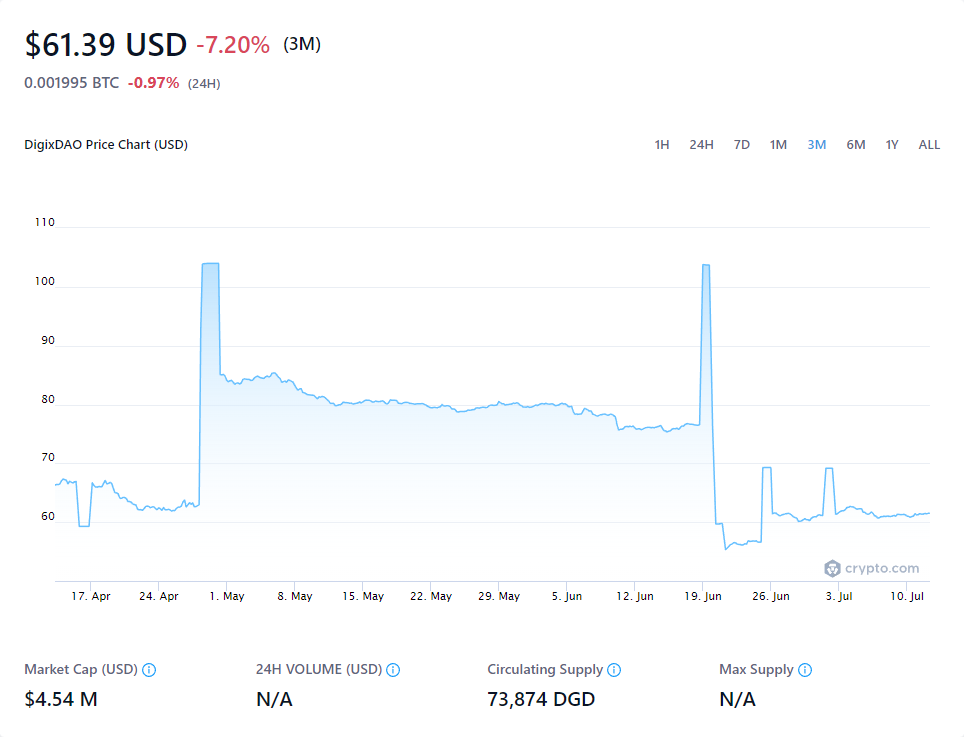 $61.39 USD -7.20% (3M)
0.001995 BTC -0.97% (24H)
DigixDAO Price Chart (USD) 1H 24H 7D 1M 3M 6M 1Y ALL
110
100
90
80
70
60
crypto.com
17. Apr 24. Apr 1. May 8. May 15. May 22. May 29. May 5. Jun 12. Jun 19. Jun 26. Jun 3. Jul 10. Jul
Market Cap (USD) 24H VOLUME (USD) Circulating Supply Max Supply
$4.54 M N/A 73,874 DGD N/A